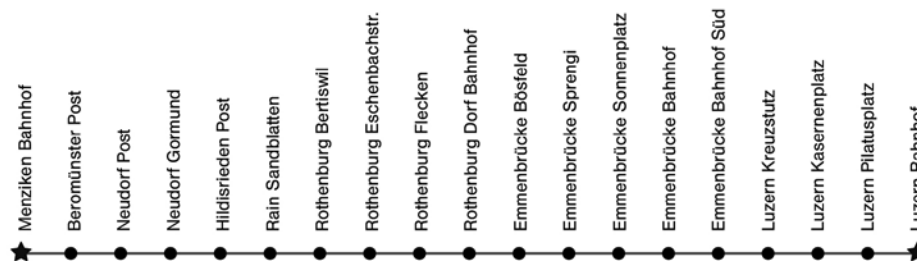 Menziken Bahnhof
Beromünster Post
Neudorf Post
Neudorf Gormund
Hildisrieden Post
Rain Sandblatten
Rothenburg Bertiswil
Rothenburg Eschenbachstr.
Rothenburg Flecken
Rothenburg Dorf Bahnhof
Emmenbrücke Bösfeld
Emmenbrücke Sprengi
Emmenbrücke Sonnenplatz
Emmenbrücke Bahnhof
Emmenbrücke Bahnhof Süd
Luzern Kreuzstutz
Luzern Kasernenplatz
Luzern Pilatusplatz
Luzern Bahnhof